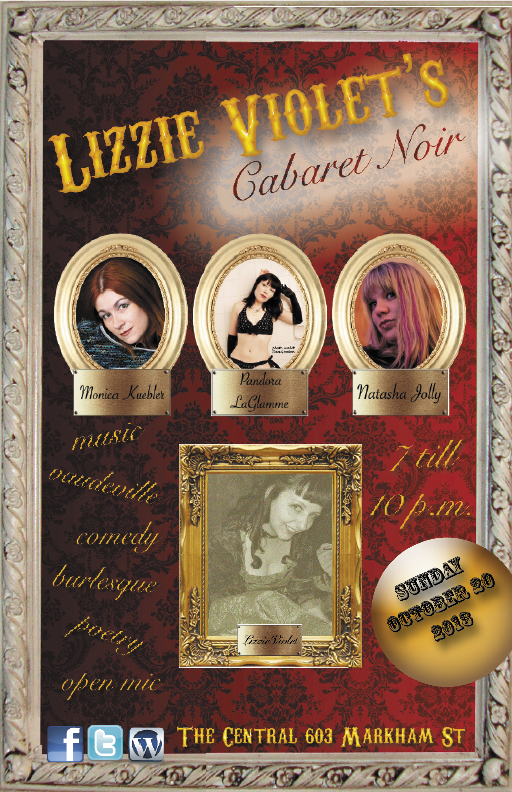 Lizzie Violet's
Cabaret Noir
Monica Kuebler
Pandora
LaGlamme
Natasha Jolly
music
vaudeville
comedy
burlesque
poetry
open mic
7 till
10 p.m.
Lizzie Violet
Sunday
October 20
2013
The Central 603 Markham St